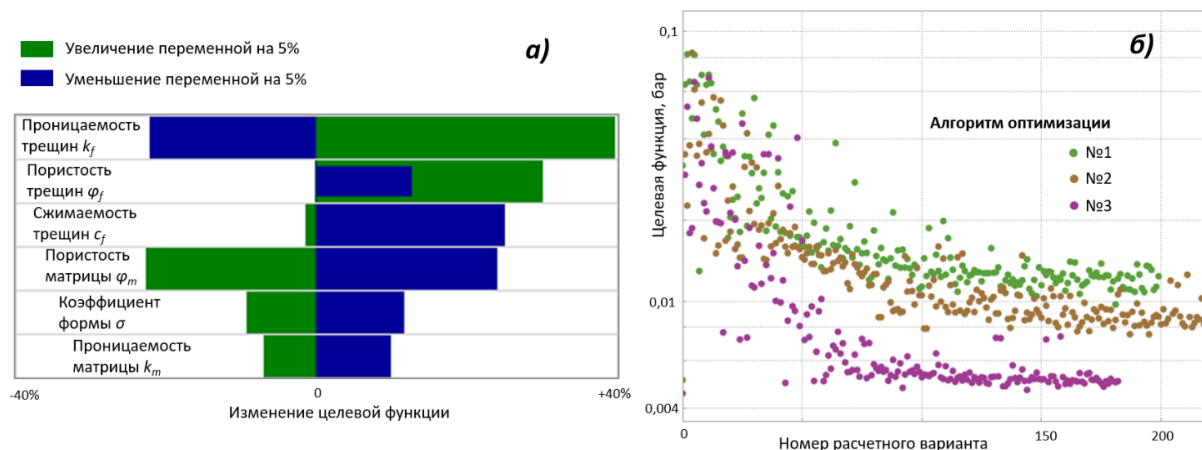 Увеличение переменной на 5%
Уменьшение переменной на 5%
а)
Проницаемость
трещин kf
Пористость
трещин φf
Сжимаемость
трещин cf
Пористость
матрицы φm
Коэффициент
формы σ
Проницаемость
матрицы km
-40%
0
+40%
Изменение целевой функции
б)
0,1
0,01
0,004
Целевая функция, бар
Алгоритм оптимизации
№1
№2
№3
0
150
200
Номер расчетного варианта